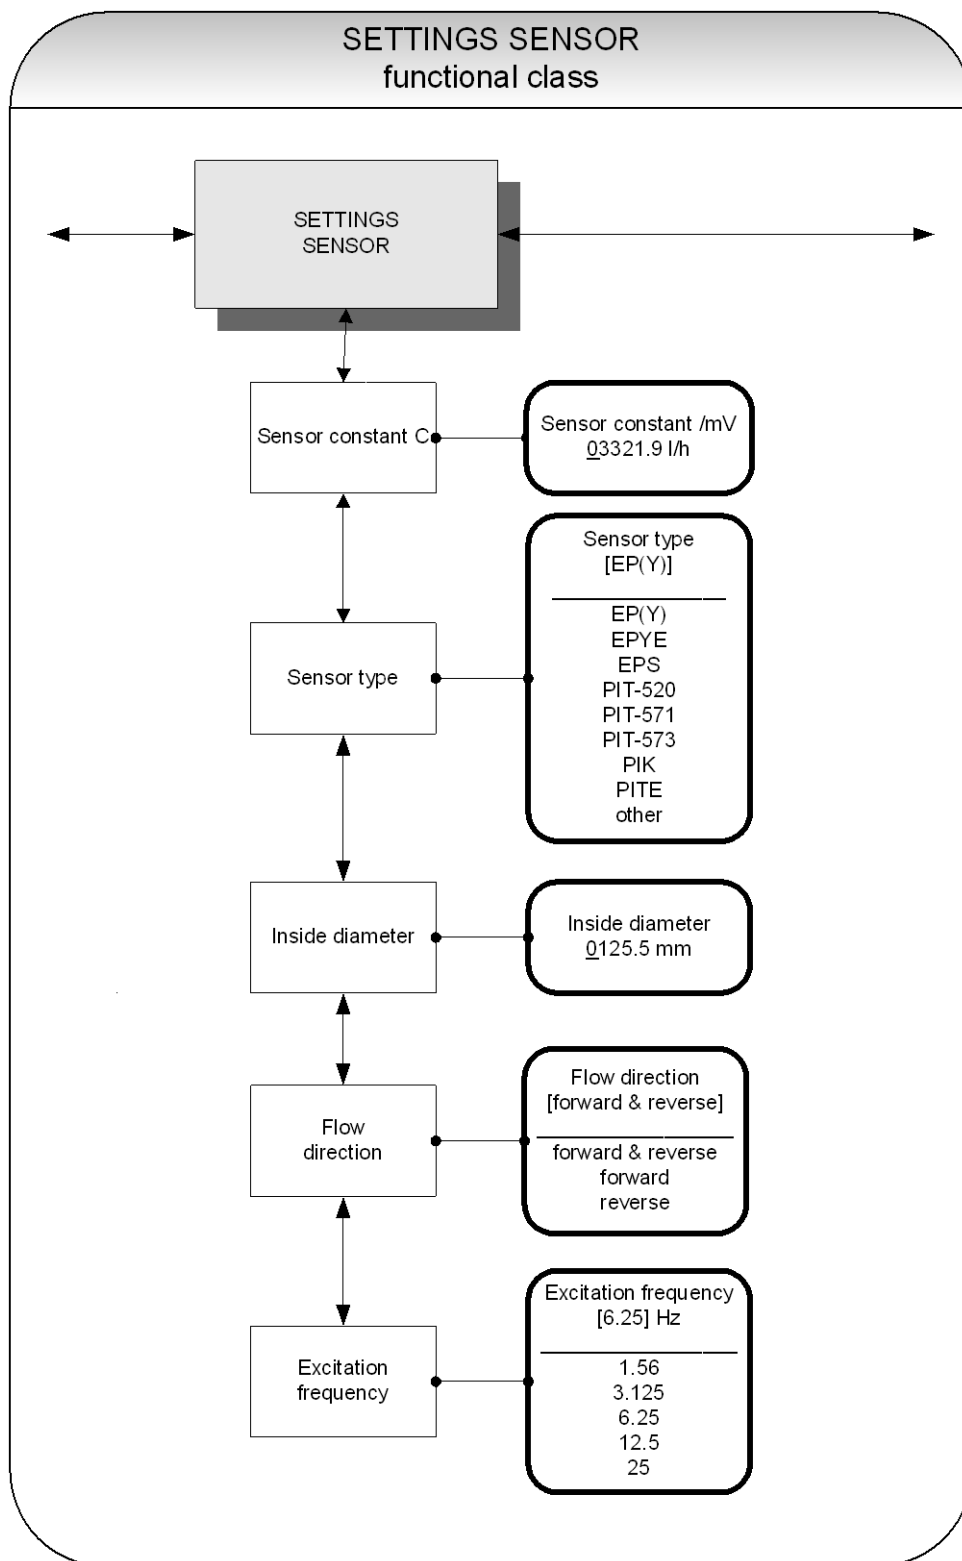 SETTINGS SENSOR
functional class
SETTINGS
SENSOR
Sensor constant C
Sensor constant /mV
03321.9 l/h
Sensor type
Sensor type
[EP(Y)]
EP(Y)
EPYE
EPS
PIT-520
PIT-571
PIT-573
PIK
PITE
other
Inside diameter
Inside diameter
0125.5 mm
Flow
direction
Flow direction
[forward & reverse]
forward & reverse
forward
reverse
Excitation
frequency
Excitation frequency
[6.25] Hz
1.56
3.125
6.25
12.5
25